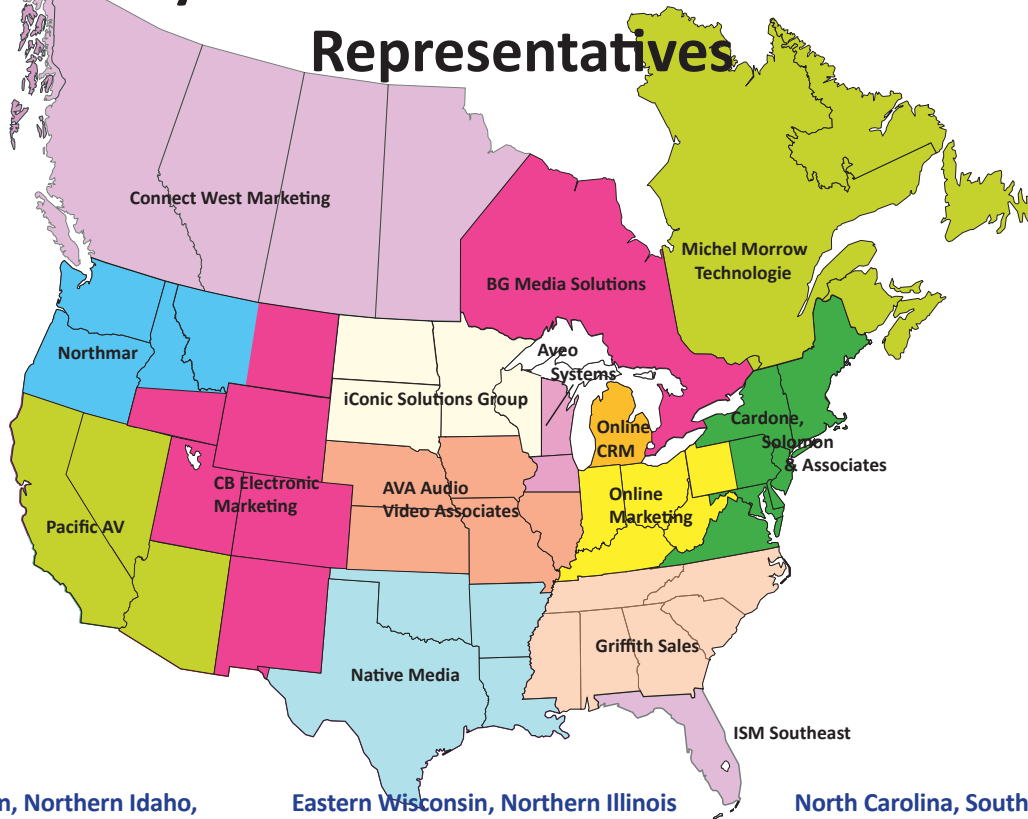 Representatives
Connect West Marketing
Michel Morrow
Technologie
BG Media Solutions
Northmar
Aveo
Systems
iConic Solutions Group
Online
CRM
Cardone,
Solomon
& Associates
CB Electronic
Marketing
AVA Audio
Video Associates
Online
Marketing
Pacific AV
Griffith Sales
Native Media
ISM Southeast
n, Northern Idaho,
Eastern Wisconsin, Northern Illinois
North Carolina, South